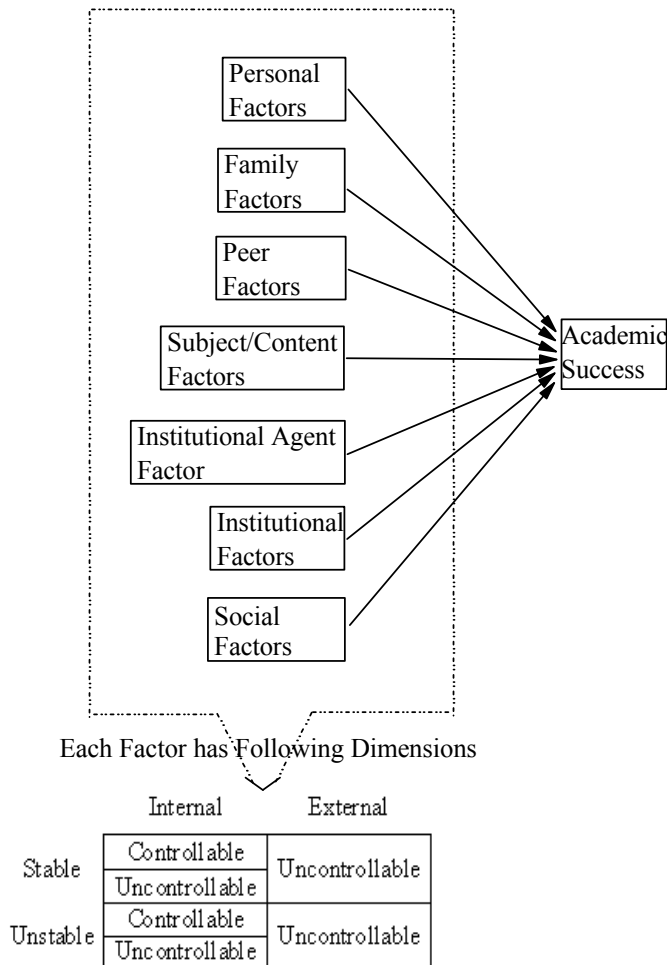 Personal
Factors
Family
Factors
Peer
Factors
Subject/Content
Factors
Institutional Agent
Factor
Institutional
Factors
Social
Factors
Academic
Success
Each Factor has Following Dimensions
Internal External
Stable
Controllable
Uncontrollable
Uncontrollable
Unstable
Controllable
Uncontrollable
Uncontrollable